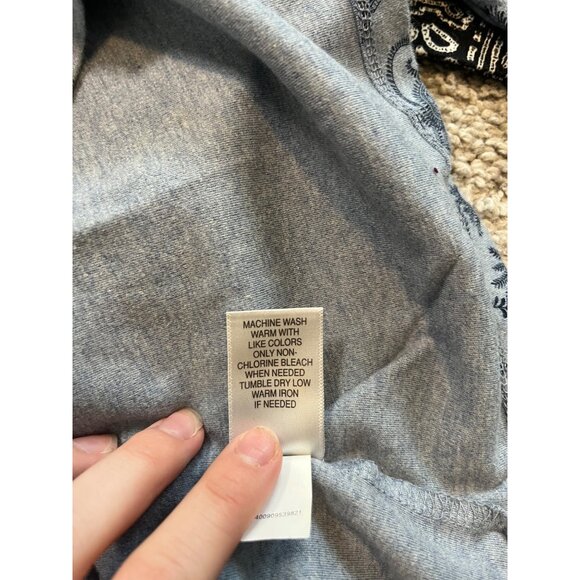 MACHINE WASH
WARM WITH
LIKE COLORS
ONLY NON-
CHLORINE BLEACH
WHEN NEEDED
TUMBLE DRY LOW
WARM IRON
IF NEEDED
400909539821